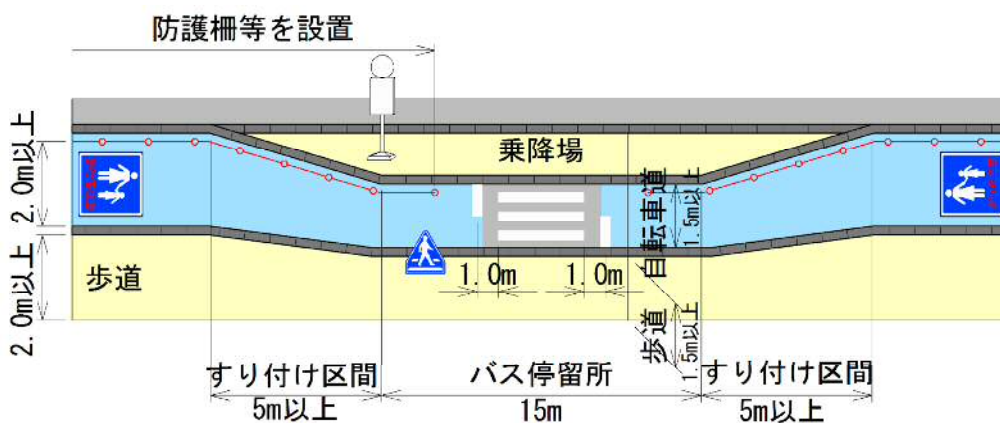 防護柵等を設置
2.0m以上
2.0m以上
乗降場
歩道
自転車道
1.5m以上
歩道
1.5m以上
1.0m
1.0m
すり付け区間
5m以上
バス停留所
15m
すり付け区間
5m以上